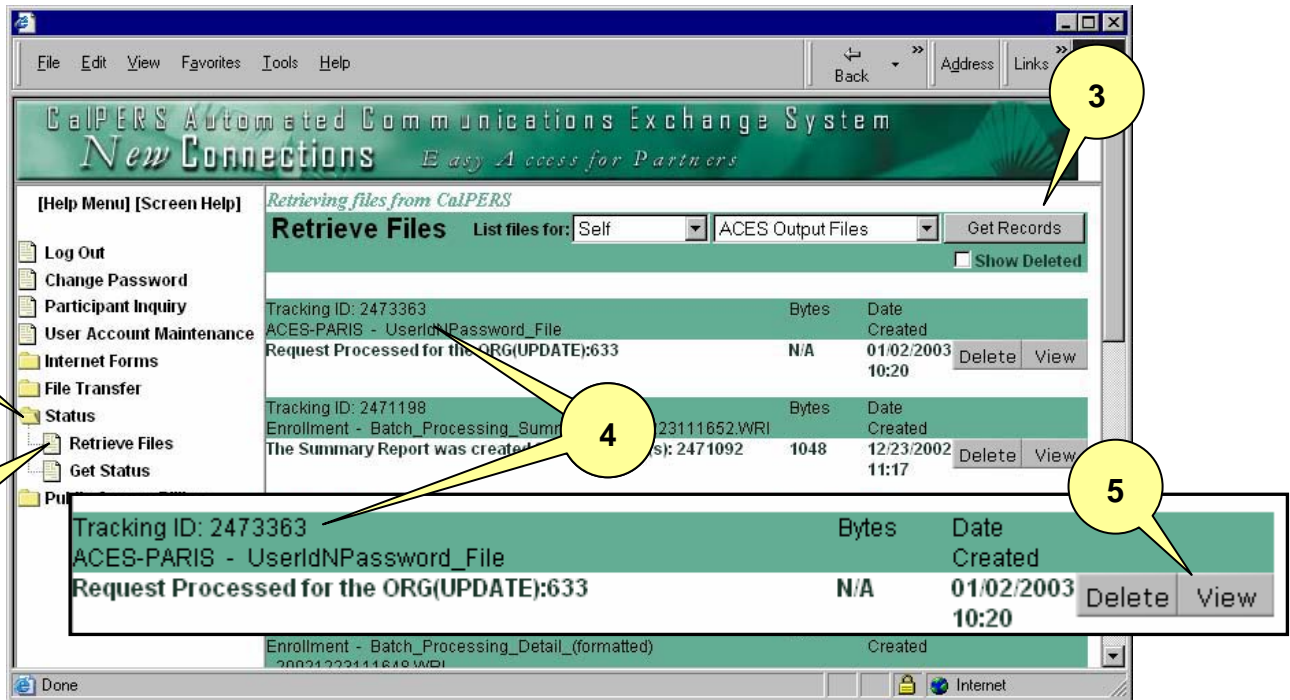 File Edit View Favorites Tools Help
Back
Address Links
3
CalPERS Automated Communications Exchange System
New Connections Easy Access for Partners
[Help Menu] [Screen Help]
Log Out
Change Password
Participant Inquiry
User Account Maintenance
Internet Forms
File Transfer
Status
Retrieve Files
Get Status
Retrieving files from CalPERS
Retrieve Files List files for: Self ACES Output Files Get Records
Show Deleted
Tracking ID: 2473363 Bytes Date
ACES-PARIS - UserIdNPassword_File Created
Request Processed for the ORG(UPDATE):633 N/A 01/02/2003 Delete View
10:20
Tracking ID: 2471198 Bytes Date
Enrollment - Batch_Processing_Summ 23111652.WRI Created
The Summary Report was created (s): 2471092 1048 12/23/2002 Delete View
11:17
4
5
Tracking ID: 2473363 Bytes Date
ACES-PARIS - UserIdNPassword_File Created
Request Processed for the ORG(UPDATE):633 N/A 01/02/2003 Delete View
10:20
Enrollment - Batch_Processing_Detail_(formatted) Created
_20021223111648.WRI
Done Internet